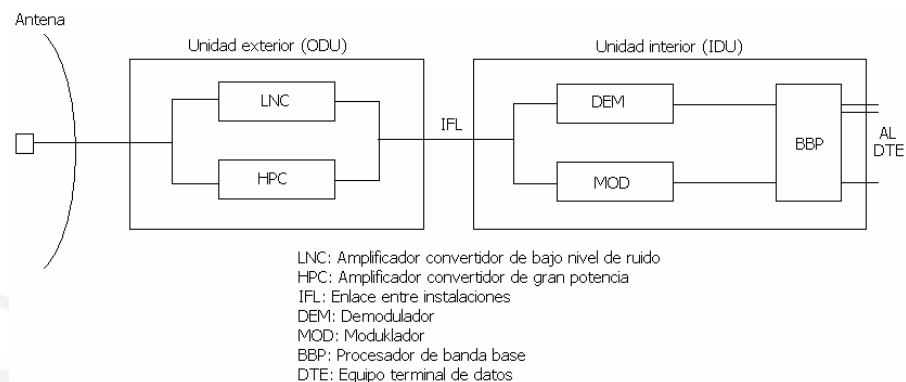 Antena
Unidad exterior (ODU)
Unidad interior (IDU)
LNC
HPC
IFL
DEM
MOD
BBP
AL
DTE
LNC: Amplificador convertidor de bajo nivel de ruido
HPC: Amplificador convertidor de gran potencia
IFL: Enlace entre instalaciones
DEM: Demodulador
MOD: Moduklador
BBP: Procesador de banda base
DTE: Equipo terminal de datos